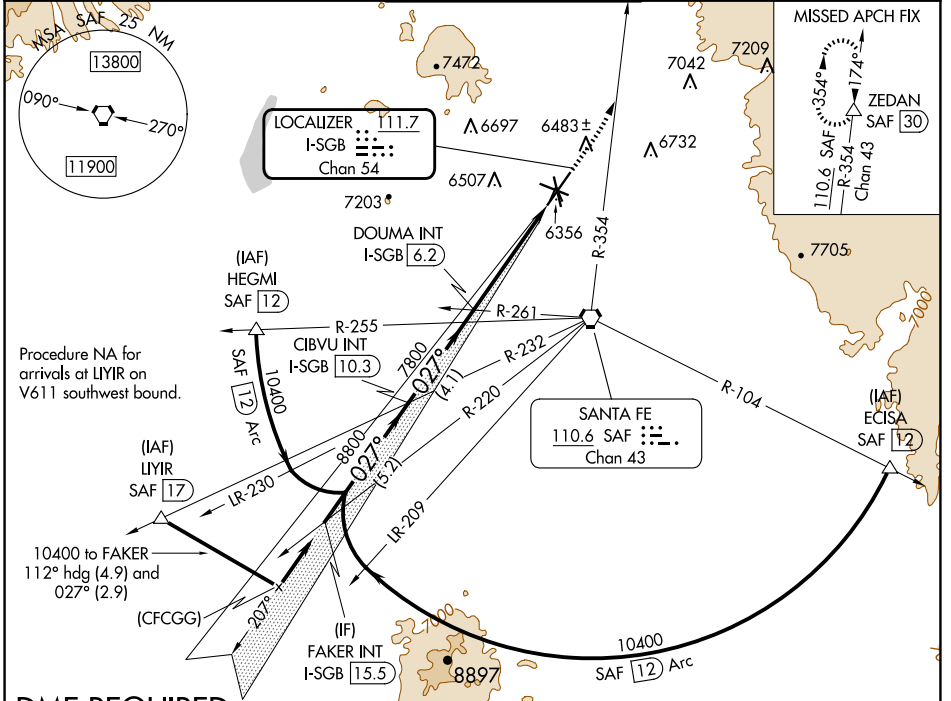 MSA SAF 25 NM
13800
090°
270°
11900
7472
LOCALIZER 111.7
I-SGB
Chan 54
6697
6483±
6507
7203
6356
7042
7209
6732
MISSED APCH FIX
354°
174°
ZEDAN
SAF 30
110.6 SAF
R-354
Chan 43
7705
7000
DOUMA INT
I-SGB 6.2
R-354
(IAF)
HEGMI
SAF 12
R-255
R-261
CIBVU INT
I-SGB 10.3
7800
027°
(4.1)
R-232
R-220
R-104
Procedure NA for
arrivals at LIYIR on
V611 southwest bound.
SAF 12 Arc
10400
SANTA FE
110.6 SAF
Chan 43
(IAF)
ECISA
SAF 12
(IAF)
LIYIR
SAF 17
8800
027°
(5.2)
LR-230
LR-209
10400 to FAKER
112° hdg (4.9) and
027° (2.9)
(CFCGG)
207°
(IF)
FAKER INT
I-SGB 15.5
7000
8897
10400
SAF 12 Arc
DME REQUIRED